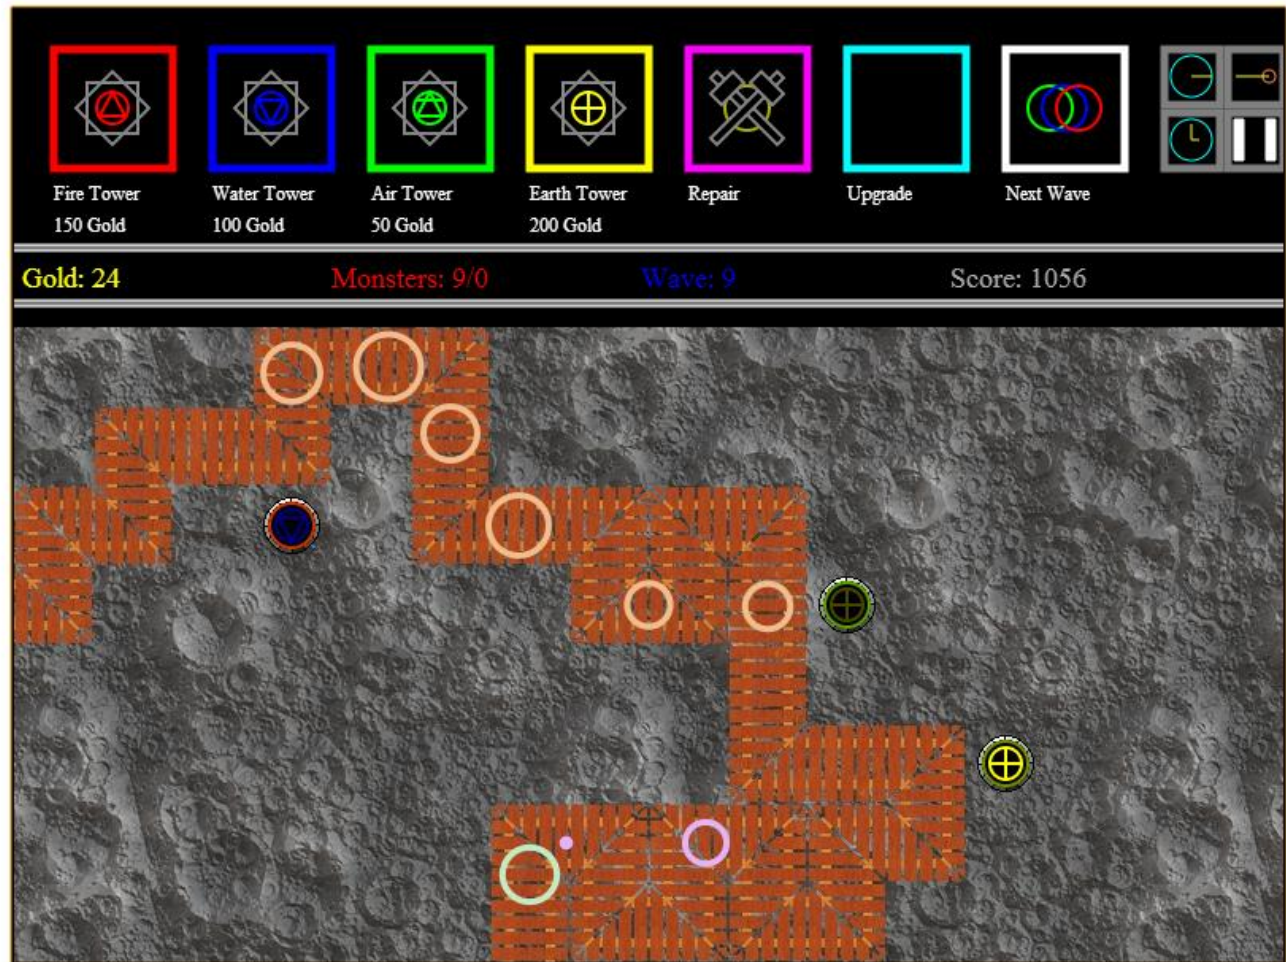 Fire Tower
150 Gold
Water Tower
100 Gold
Air Tower
50 Gold
Earth Tower
200 Gold
Repair
Upgrade
Next Wave
Gold: 24
Monsters: 9/0
Wave: 9
Score: 1056